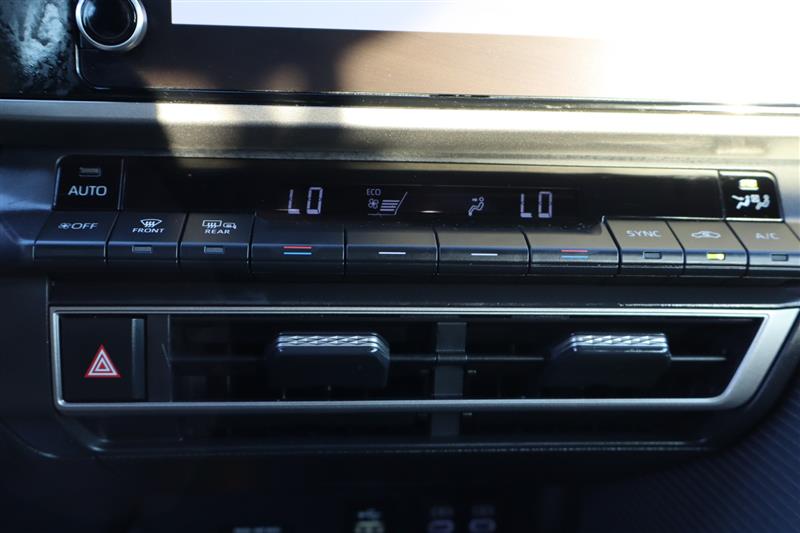 AUTO
LO
ECO
LO
OFF
FRONT
REAR
SYNC
A/C